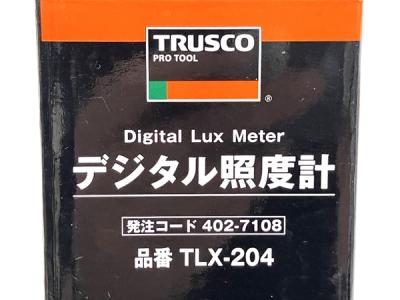 TRUSCO
PRO TOOL
®
Digital Lux Meter
デジタル照度計
発注コード 402-7108
品番 TLX-204